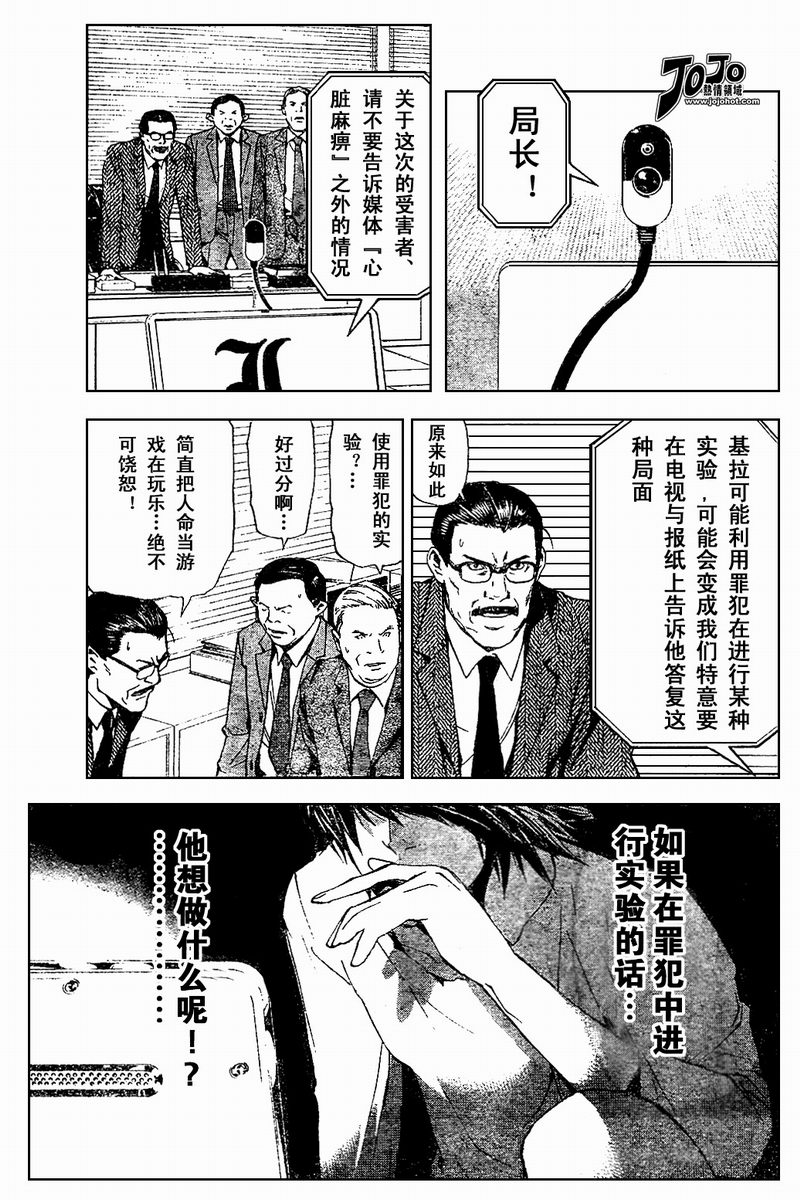 JOJO
熱情領域
www.jojohot.com
局长！
关于这次的受害者、
请不要告诉媒体『心
脏麻痹』之外的情况
L
基拉可能利用罪犯在进行某种
实验，可能会变成我们特意要
在电视与报纸上告诉他答复这
种局面
原来如此
使用罪犯的实
验？…
好过分啊…
简直把人命当游
戏在玩乐…绝不
可饶恕！
如果在罪犯中进
行实验的话…
他想做什么呢！？
…………………